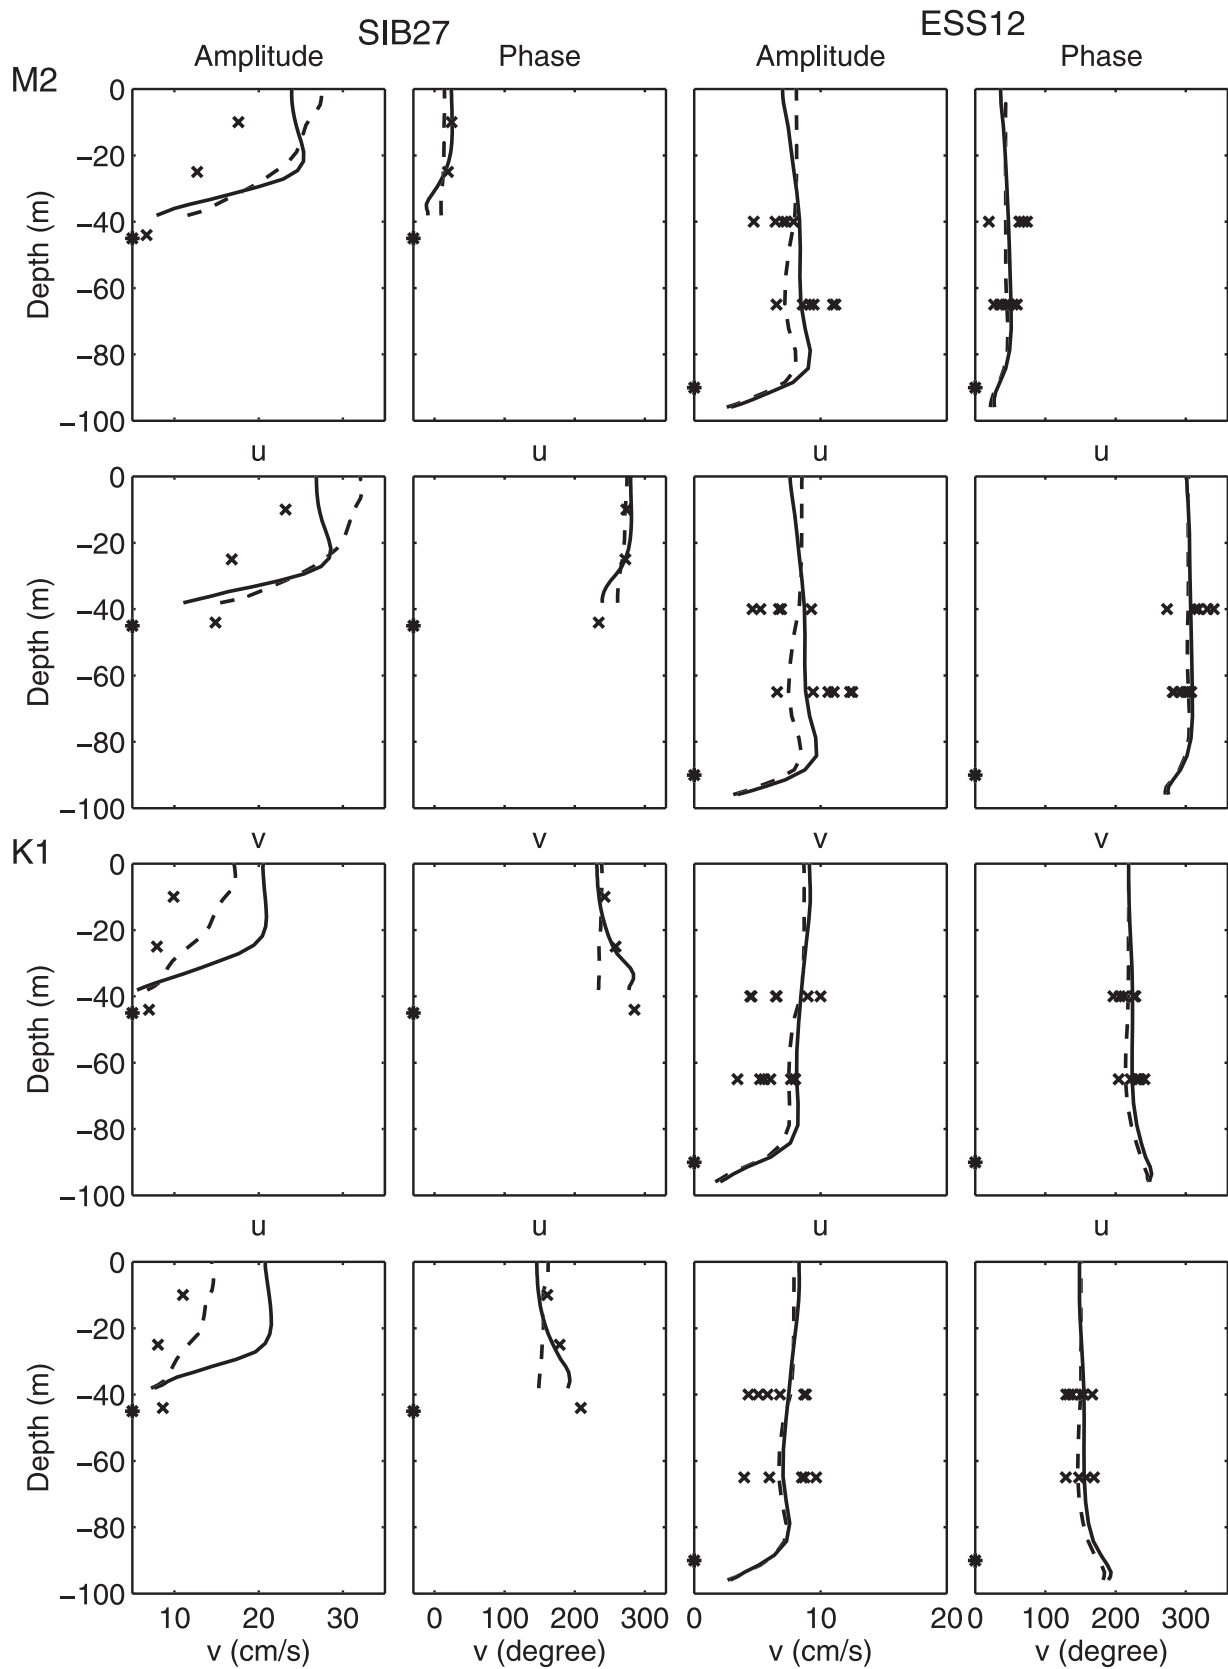 SIB27 ESS12
Amplitude Phase Amplitude Phase
M2
0
−20
−40
−60
−80
−100
Depth (m)
u u u
0
−20
−40
−60
−80
−100
Depth (m)
v v v
K1
0
−20
−40
−60
−80
−100
Depth (m)
u u u
0
−20
−40
−60
−80
−100
Depth (m)
10 20 30 0 100 200 300 0 10 20 0 100 200 300
v (cm/s) v (degree) v (cm/s) v (degree)